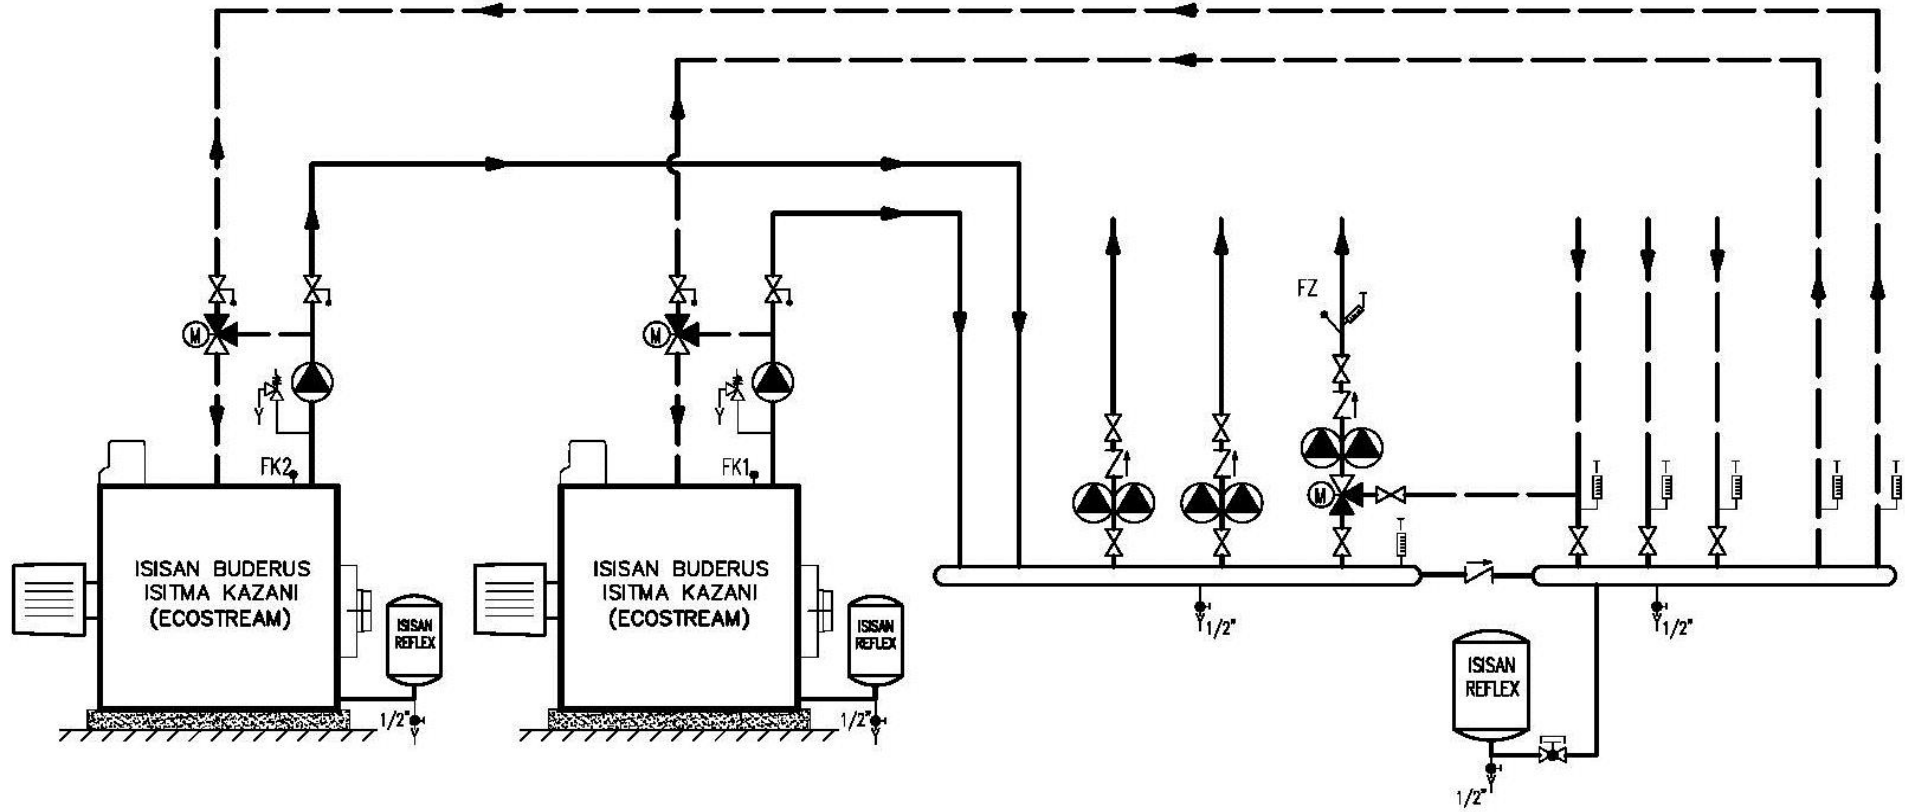 FZ
T
M
M
Y
Y
FK2
FK1
T
T
T
T
T
M
T
ISISAN BUDERUS
ISITMA KAZANI
(ECOSTREAM)
ISISAN
REFLEX
ISISAN BUDERUS
ISITMA KAZANI
(ECOSTREAM)
ISISAN
REFLEX
1/2"
1/2"
ISISAN
REFLEX
1/2"
1/2"
1/2"